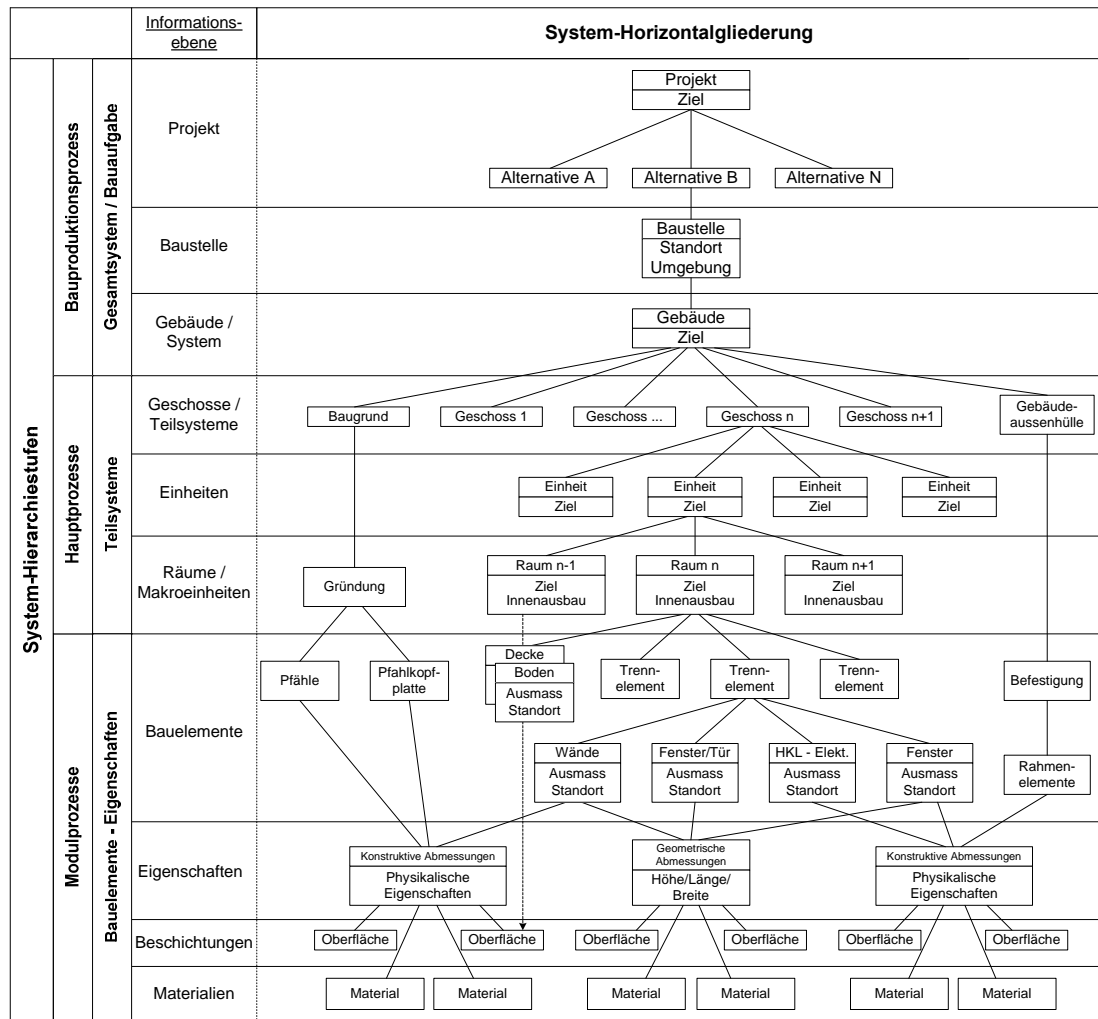 Informations-
ebene
System-Horizontalgliederung
System-Hierarchiestufen
Bauproduktionsprozess
Gesamtsystem / Bauaufgabe
Projekt
Projekt
Ziel
Alternative A
Alternative B
Alternative N
Baustelle
Baustelle
Standort
Umgebung
Gebäude /
System
Gebäude
Ziel
Hauptprozesse
Teilsysteme
Geschosse /
Teilsysteme
Baugrund
Geschoss 1
Geschoss ...
Geschoss n
Geschoss n+1
Gebäude-
aussenhülle
Einheiten
Einheit
Ziel
Einheit
Ziel
Einheit
Ziel
Einheit
Ziel
Räume /
Makroeinheiten
Gründung
Raum n-1
Ziel
Innenausbau
Raum n
Ziel
Innenausbau
Raum n+1
Ziel
Innenausbau
Modulprozesse
Bauelemente - Eigenschaften
Bauelemente
Pfähle
Pfahlkopf-
platte
Decke
Boden
Ausmass
Standort
Trenn-
element
Trenn-
element
Trenn-
element
Befestigung
Wände
Ausmass
Standort
Fenster/Tür
Ausmass
Standort
HKL - Elekt.
Ausmass
Standort
Fenster
Ausmass
Standort
Rahmen-
elemente
Eigenschaften
Konstruktive Abmessungen
Physikalische
Eigenschaften
Geometrische
Abmessungen
Höhe/Länge/
Breite
Konstruktive Abmessungen
Physikalische
Eigenschaften
Beschichtungen
Oberfläche
Oberfläche
Oberfläche
Oberfläche
Oberfläche
Oberfläche
Materialien
Material
Material
Material
Material
Material
Material